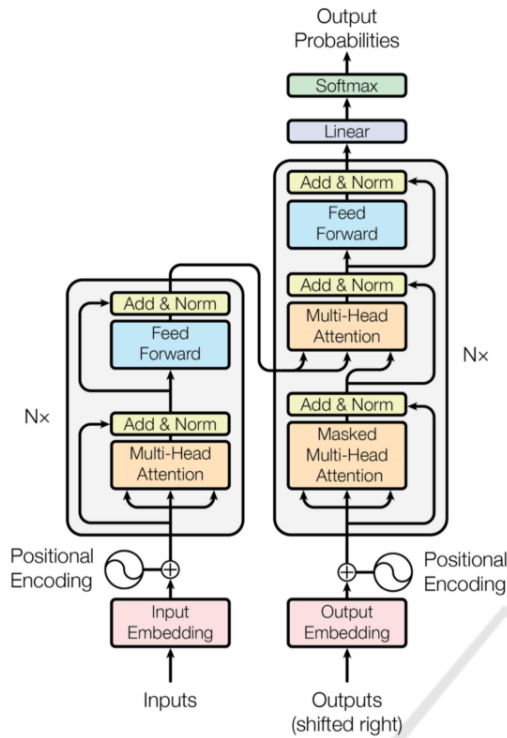 Output
Probabilities
Softmax
Linear
Add & Norm
Feed
Forward
Add & Norm
Multi-Head
Attention
Add & Norm
Masked
Multi-Head
Attention
Nx
Add & Norm
Feed
Forward
Add & Norm
Multi-Head
Attention
Nx
Positional
Encoding
Positional
Encoding
Input
Embedding
Output
Embedding
Inputs
Outputs
(shifted right)